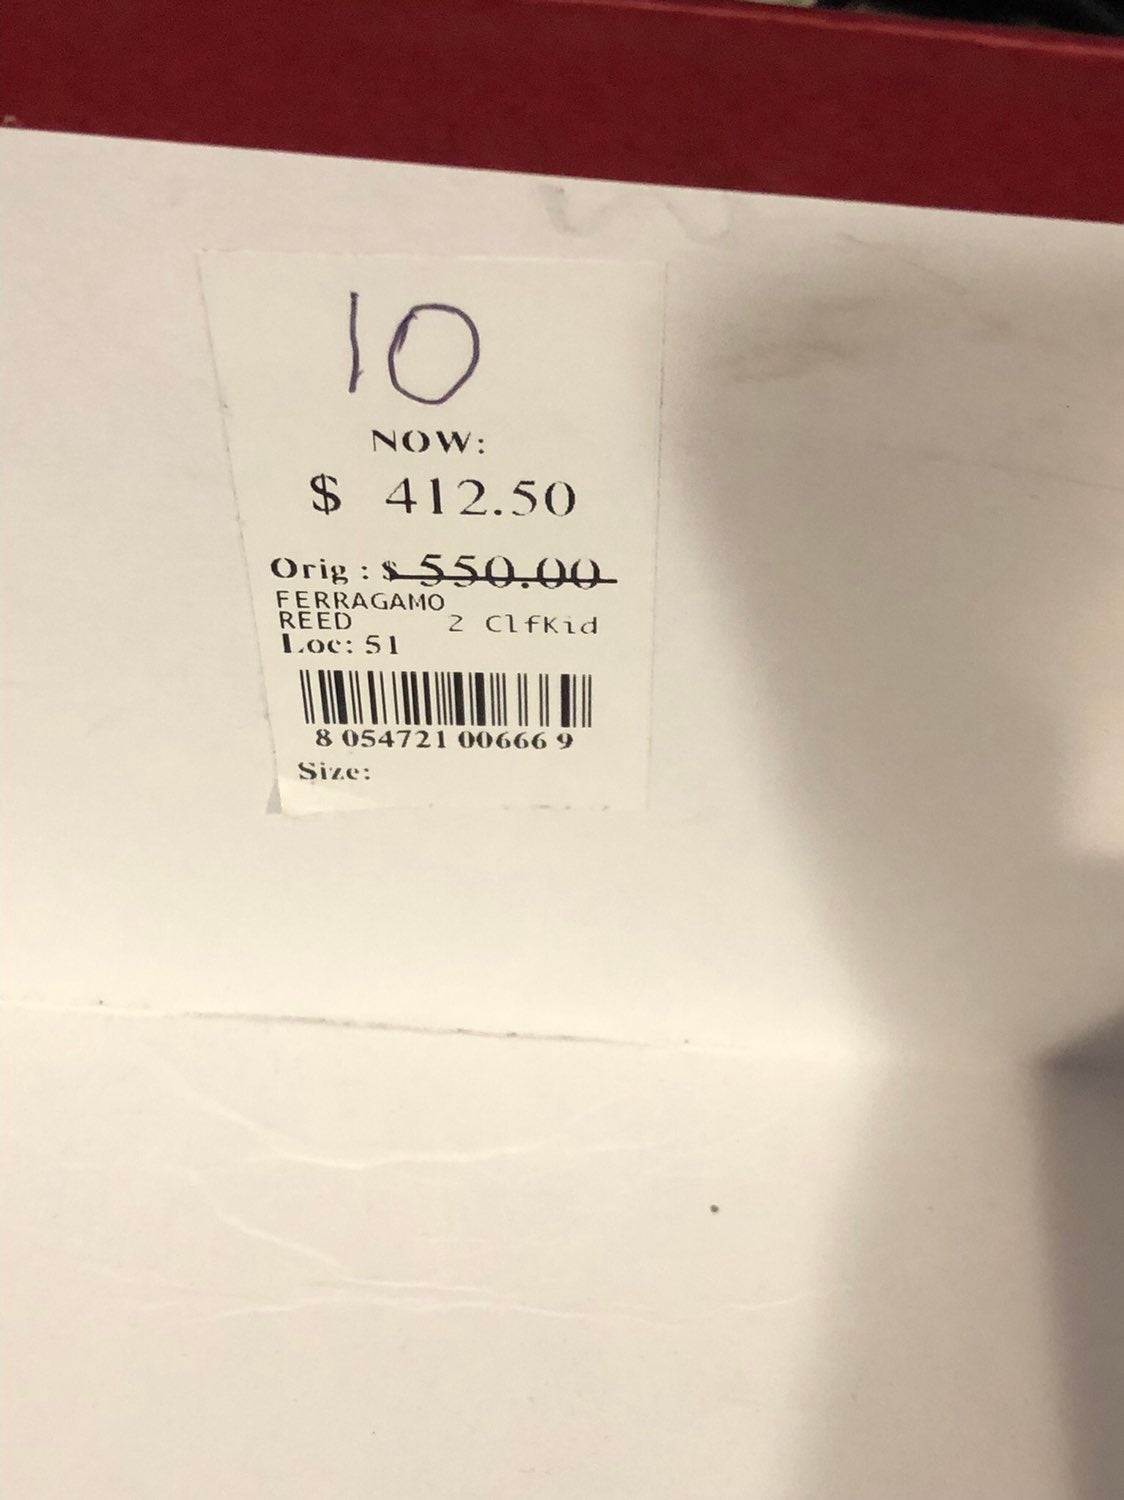 10
NOW:
$ 412.50
Orig : $ 550.00
FERRAGAMO
REED 2 ClfKid
Loc: 51
8 054721 00666 9
Size: